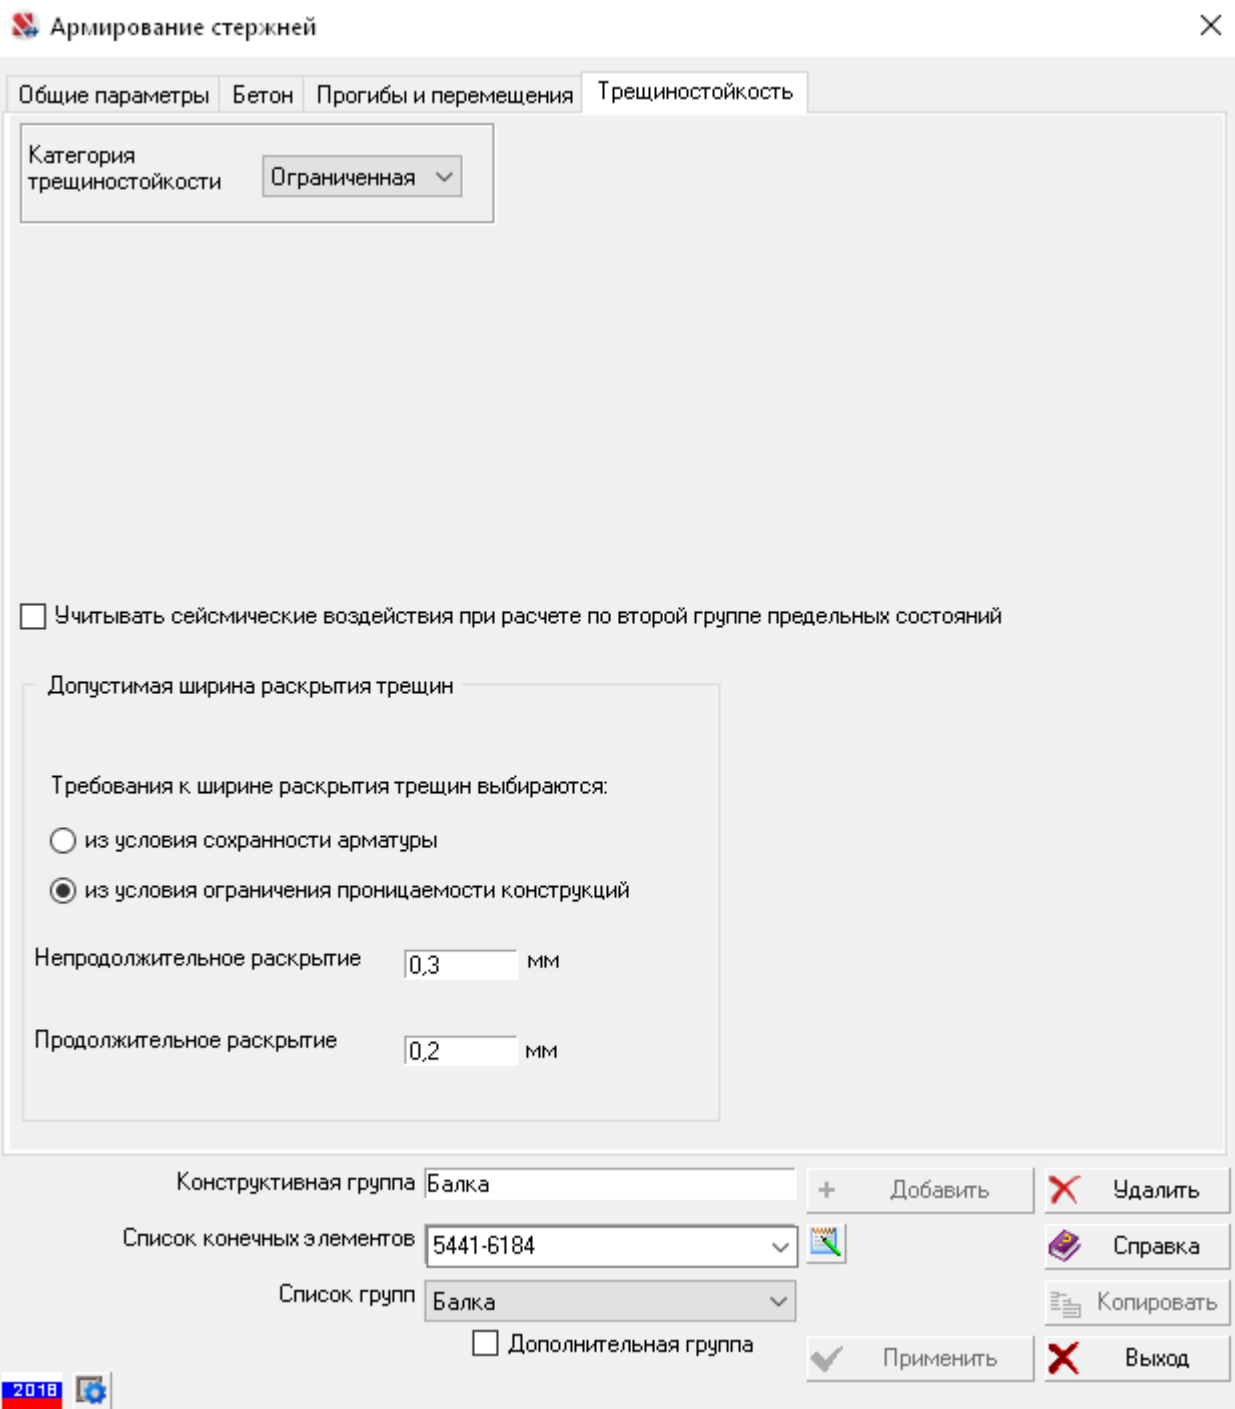 Армирование стержней
Общие параметры Бетон Прогибы и перемещения Трещиностойкость
Категория
трещиностойкости
Ограниченная
Учитывать сейсмические воздействия при расчете по второй группе предельных состояний
Допустимая ширина раскрытия трещин
Требования к ширине раскрытия трещин выбираются:
из условия сохранности арматуры
из условия ограничения проницаемости конструкций
Непродолжительное раскрытие 0,3 мм
Продолжительное раскрытие 0,2 мм
Конструктивная группа Балка Добавить Удалить
Список конечных элементов 5441-6184 Справка
Список групп Балка Копировать
Дополнительная группа Применить Выход
2018